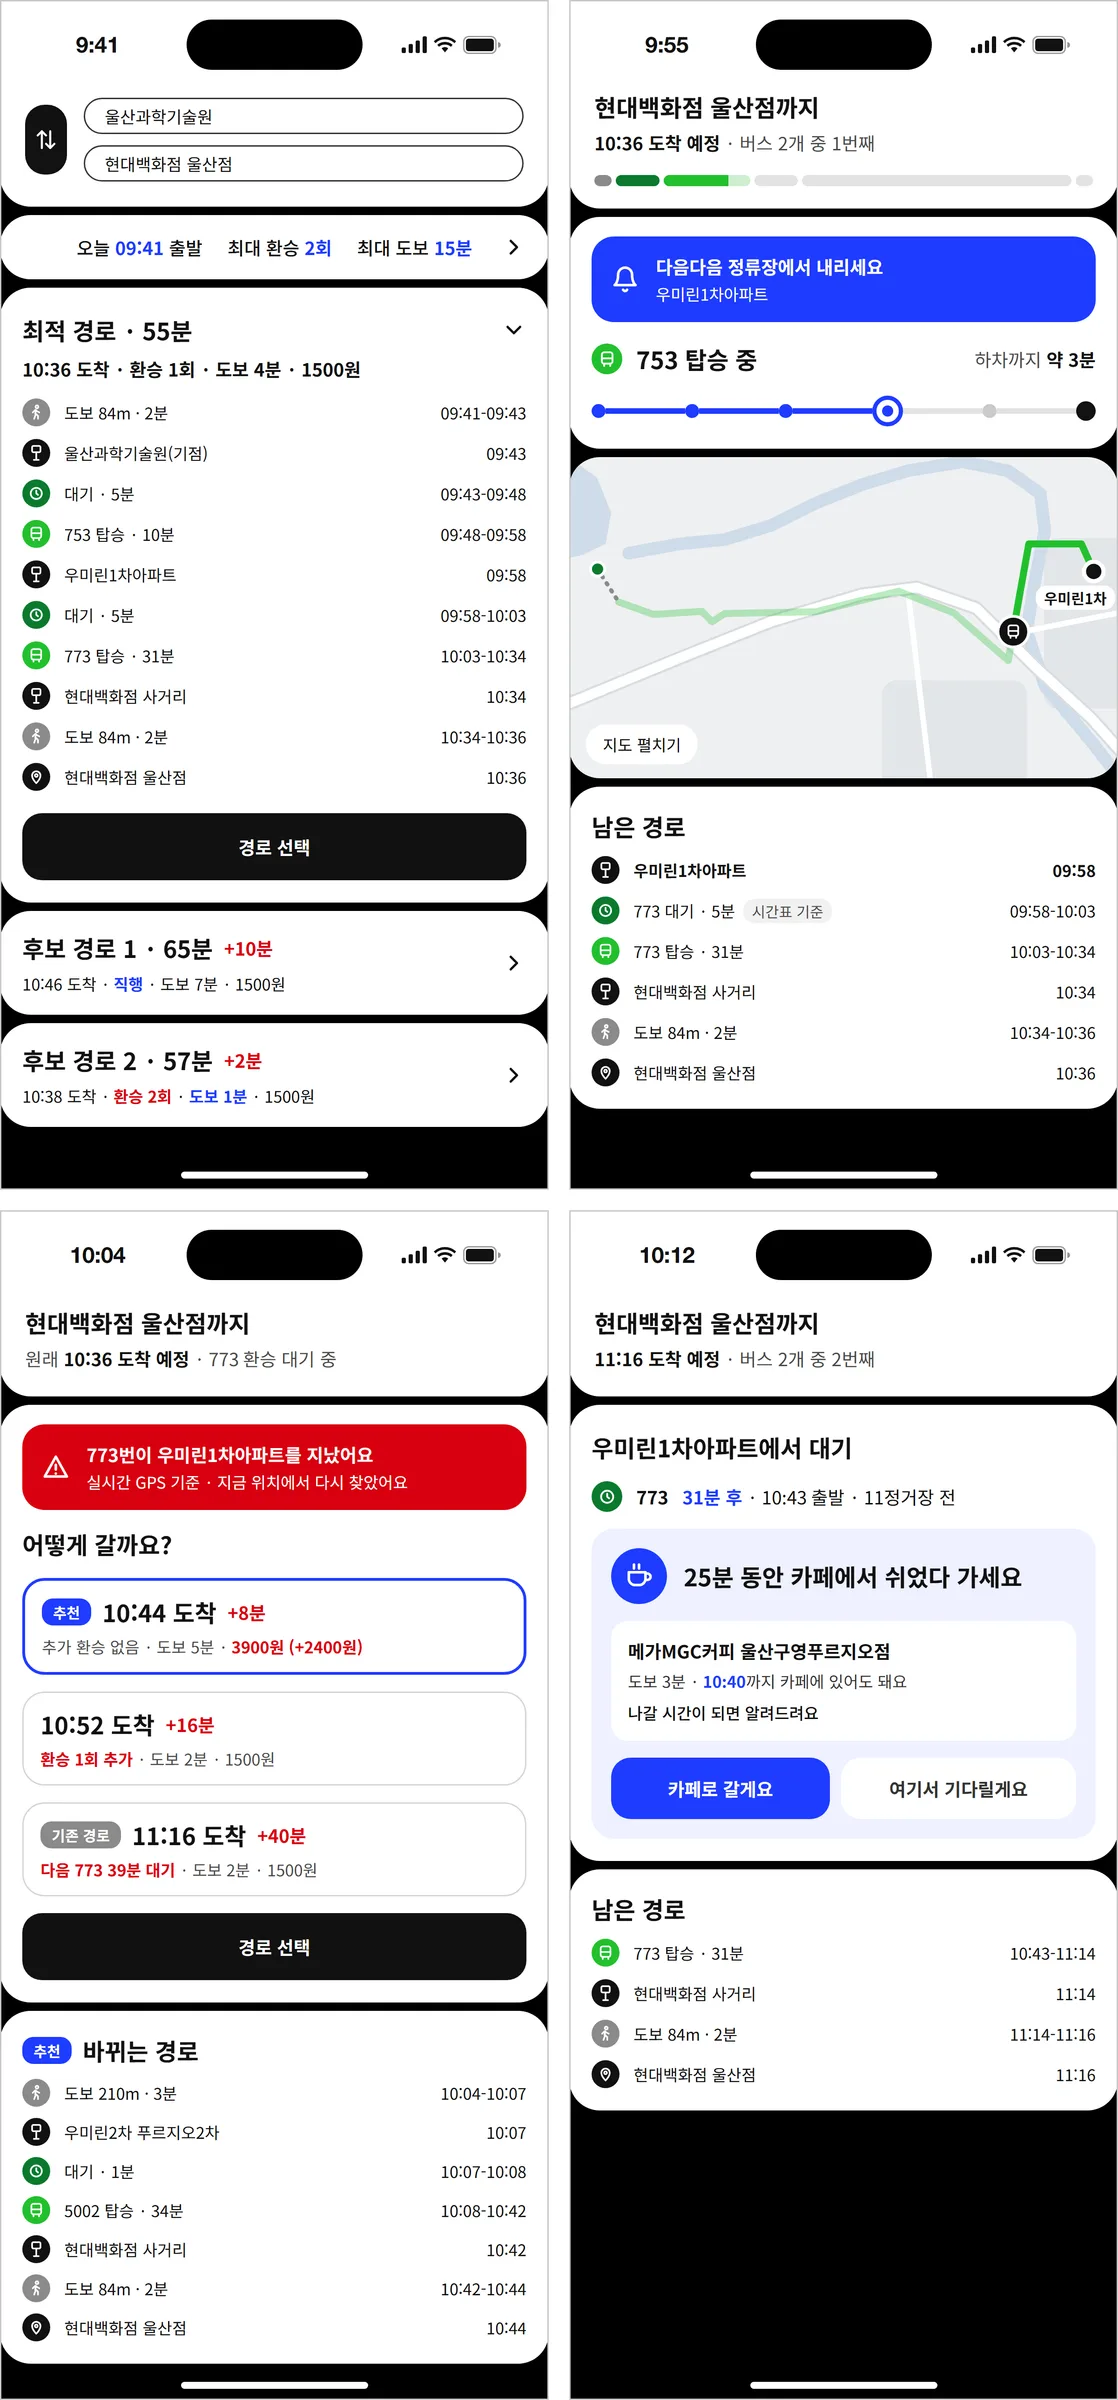 9:41
울산과학기술원
현대백화점 울산점
오늘 09:41 출발 최대 환승 2회 최대 도보 15분
최적 경로 · 55분
10:36 도착 · 환승 1회 · 도보 4분 · 1500원
도보 84m · 2분 09:41-09:43
울산과학기술원(기점) 09:43
대기 · 5분 09:43-09:48
753 탑승 · 10분 09:48-09:58
우미린1차아파트 09:58
대기 · 5분 09:58-10:03
773 탑승 · 31분 10:03-10:34
현대백화점 사거리 10:34
도보 84m · 2분 10:34-10:36
현대백화점 울산점 10:36
경로 선택
후보 경로 1 · 65분 +10분
10:46 도착 · 직행 · 도보 7분 · 1500원
후보 경로 2 · 57분 +2분
10:38 도착 · 환승 2회 · 도보 1분 · 1500원
9:55
현대백화점 울산점까지
10:36 도착 예정 · 버스 2개 중 1번째
다음다음 정류장에서 내리세요
우미린1차아파트
753 탑승 중 하차까지 약 3분
우미린1차
지도 펼치기
남은 경로
우미린1차아파트 09:58
773 대기 · 5분 시간표 기준 09:58-10:03
773 탑승 · 31분 10:03-10:34
현대백화점 사거리 10:34
도보 84m · 2분 10:34-10:36
현대백화점 울산점 10:36
10:04
현대백화점 울산점까지
원래 10:36 도착 예정 · 773 환승 대기 중
773번이 우미린1차아파트를 지났어요
실시간 GPS 기준 · 지금 위치에서 다시 찾았어요
어떻게 갈까요?
추천 10:44 도착 +8분
추가 환승 없음 · 도보 5분 · 3900원 (+2400원)
10:52 도착 +16분
환승 1회 추가 · 도보 2분 · 1500원
기존 경로 11:16 도착 +40분
다음 773 39분 대기 · 도보 2분 · 1500원
경로 선택
추천 바뀌는 경로
도보 210m · 3분 10:04-10:07
우미린2차 푸르지오2차 10:07
대기 · 1분 10:07-10:08
5002 탑승 · 34분 10:08-10:42
현대백화점 사거리 10:42
도보 84m · 2분 10:42-10:44
현대백화점 울산점 10:44
10:12
현대백화점 울산점까지
11:16 도착 예정 · 버스 2개 중 2번째
우미린1차아파트에서 대기
773 31분 후 · 10:43 출발 · 11정거장 전
25분 동안 카페에서 쉬었다 가세요
메가MGC커피 울산구영푸르지오점
도보 3분 · 10:40까지 카페에 있어도 돼요
나갈 시간이 되면 알려드려요
카페로 갈게요 여기서 기다릴게요
남은 경로
773 탑승 · 31분 10:43-11:14
현대백화점 사거리 11:14
도보 84m · 2분 11:14-11:16
현대백화점 울산점 11:16